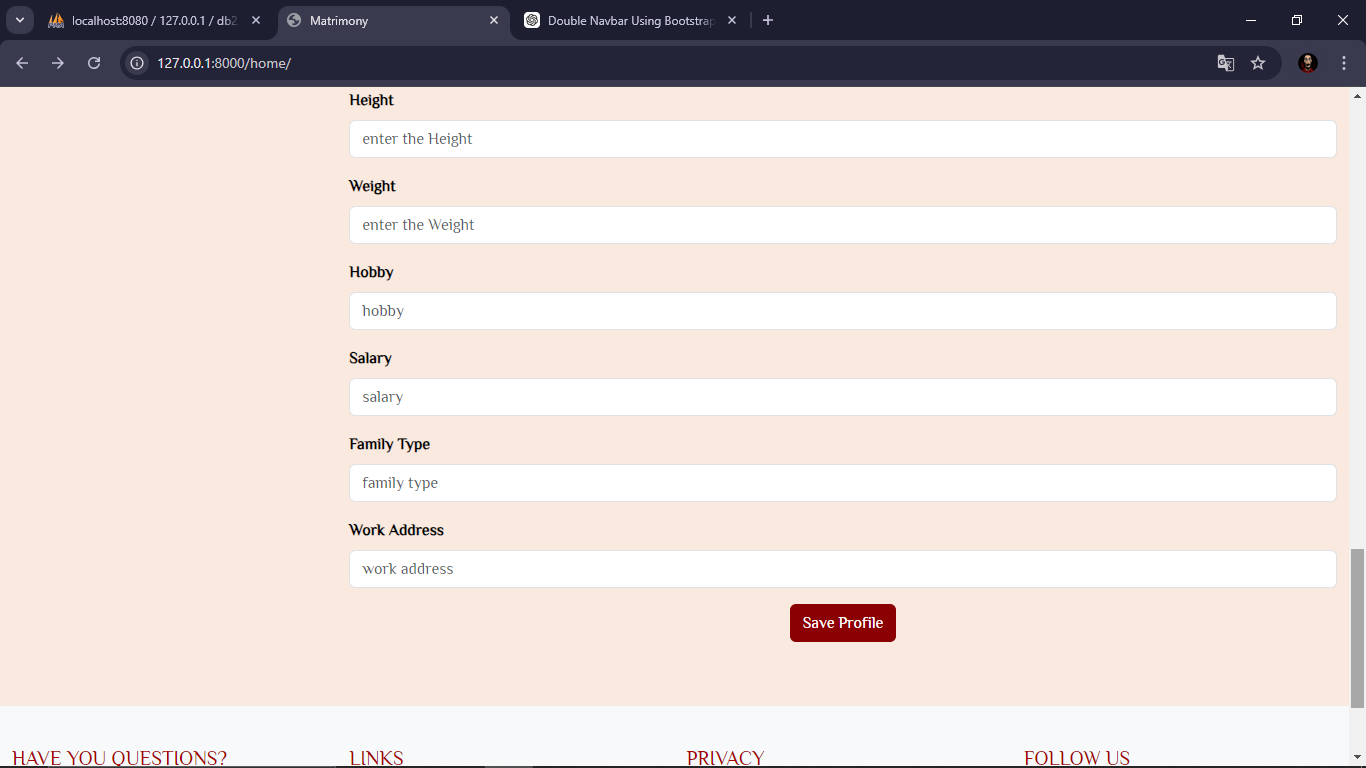 localhost:8080 / 127.0.0.1 / db2
Matrimony
Double Navbar Using Bootstrap
127.0.0.1:8000/home/
Height
enter the Height
Weight
enter the Weight
Hobby
hobby
Salary
salary
Family Type
family type
Work Address
work address
Save Profile
HAVE YOU QUESTIONS?
LINKS
PRIVACY
FOLLOW US